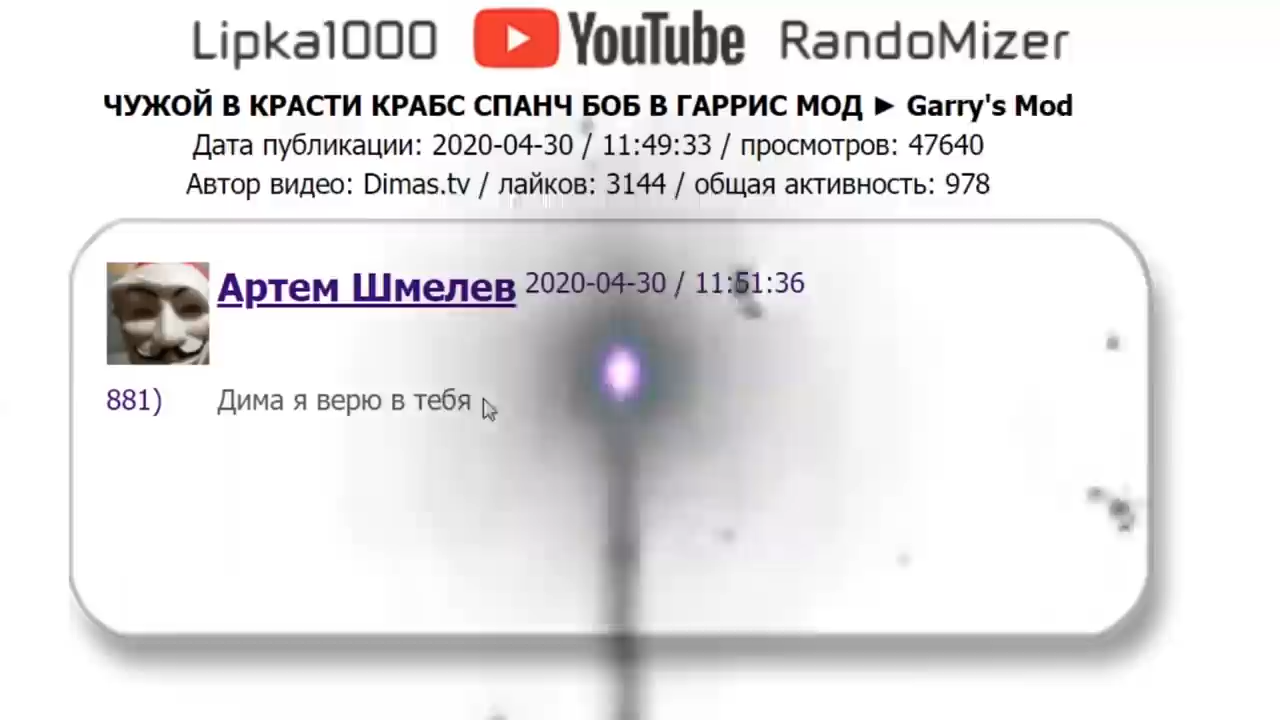 Lipka1000 YouTube RandoMizer
ЧУЖОЙ В КРАСТИ КРАБС СПАНЧ БОБ В ГАРРИС МОД ► Garry's Mod
Дата публикации: 2020-04-30 / 11:49:33 / просмотров: 47640
Автор видео: Dimas.tv / лайков: 3144 / общая активность: 978
Артем Шмелев 2020-04-30 / 11:51:36
881) Дима я верю в тебя